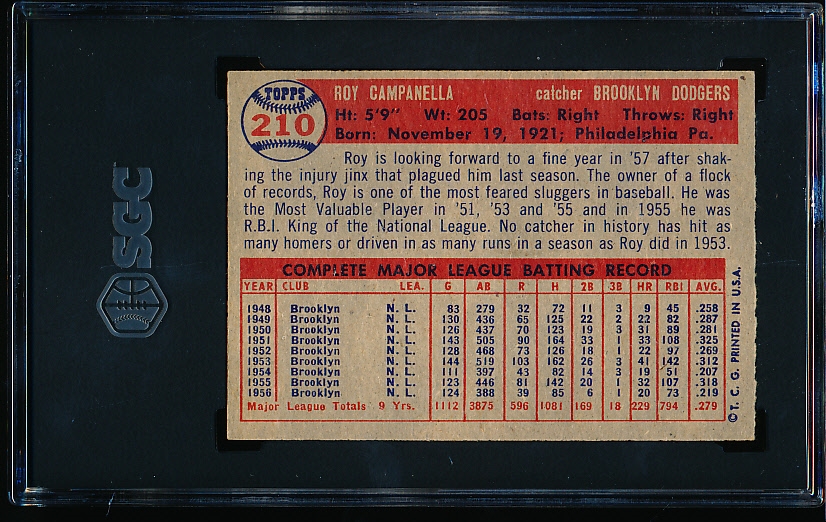 SGC
TOPPS
210
ROY CAMPANELLA catcher BROOKLYN DODGERS
Ht: 5'9" Wt: 205 Bats: Right Throws: Right
Born: November 19, 1921; Philadelphia Pa.
Roy is looking forward to a fine year in '57 after shak-
ing the injury jinx that plagued him last season. The owner of a flock
of records, Roy is one of the most feared sluggers in baseball. He was
the Most Valuable Player in '51, '53 and '55 and in 1955 he was
R.B.I. King of the National League. No catcher in history has hit as
many homers or driven in as many runs in a season as Roy did in 1953.
COMPLETE MAJOR LEAGUE BATTING RECORD
YEAR CLUB LEA. G AB R H 2B 3B HR RBI AVG.
1948 Brooklyn N. L. 83 279 32 72 11 3 9 45 .258
1949 Brooklyn N. L. 130 436 65 125 22 2 22 82 .287
1950 Brooklyn N. L. 126 437 70 123 19 3 31 89 .281
1951 Brooklyn N. L. 143 505 90 164 33 1 33 108 .325
1952 Brooklyn N. L. 128 468 73 126 18 1 22 97 .269
1953 Brooklyn N. L. 144 519 103 162 26 3 41 142 .312
1954 Brooklyn N. L. 111 397 43 82 14 3 19 51 .207
1955 Brooklyn N. L. 123 446 81 142 20 1 32 107 .318
1956 Brooklyn N. L. 124 388 39 85 6 1 20 73 .219
Major League Totals 9 Yrs. 1112 3875 596 1081 169 18 229 794 .279
© T. C. G. PRINTED IN U.S.A.